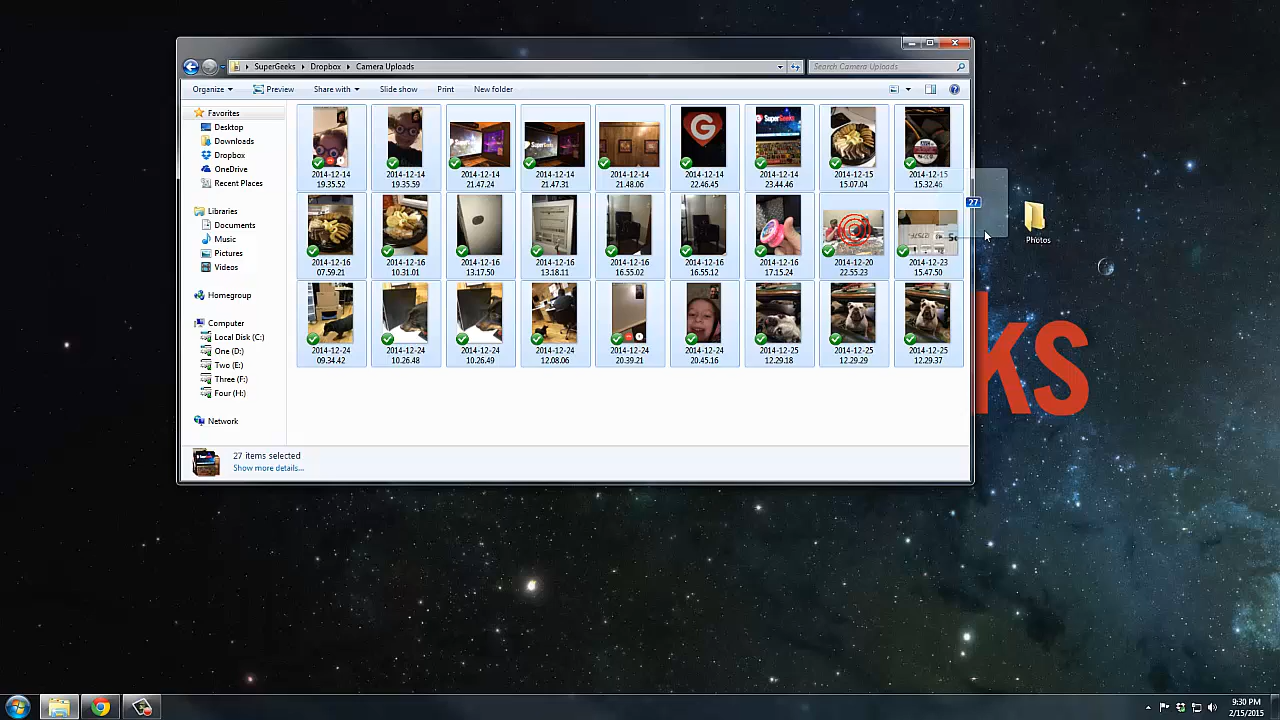 SuperGeeks Dropbox Camera Uploads
Search Camera Uploads
Organize Preview Share with Slide show Print New folder
Favorites
Desktop
Downloads
Dropbox
OneDrive
Recent Places
Libraries
Documents
Music
Pictures
Videos
Homegroup
Computer
Local Disk (C:)
One (D:)
Two (E:)
Three (F:)
Four (H:)
Network
SuperGeeks
2014-12-14 2014-12-14 2014-12-14 2014-12-14 2014-12-14 2014-12-14 2014-12-14 2014-12-15 2014-12-15
19.35.52 19.35.59 21.47.24 21.47.31 21.48.06 22.46.45 23.44.46 15.07.04 15.32.46
27
2014-12-16 2014-12-16 2014-12-16 2014-12-16 2014-12-16 2014-12-16 2014-12-16 2014-12-20 2014-12-23
07.59.21 10.31.01 13.17.50 13.18.11 16.55.02 16.55.12 17.15.24 22.55.23 15.47.50
2014-12-24 2014-12-24 2014-12-24 2014-12-24 2014-12-24 2014-12-24 2014-12-25 2014-12-25 2014-12-25
09.34.42 10.26.48 10.26.49 12.08.06 20.39.21 20.45.16 12.29.18 12.29.29 12.29.37
27 items selected
Show more details...
Photos
ks
9:30 PM
2/15/2015